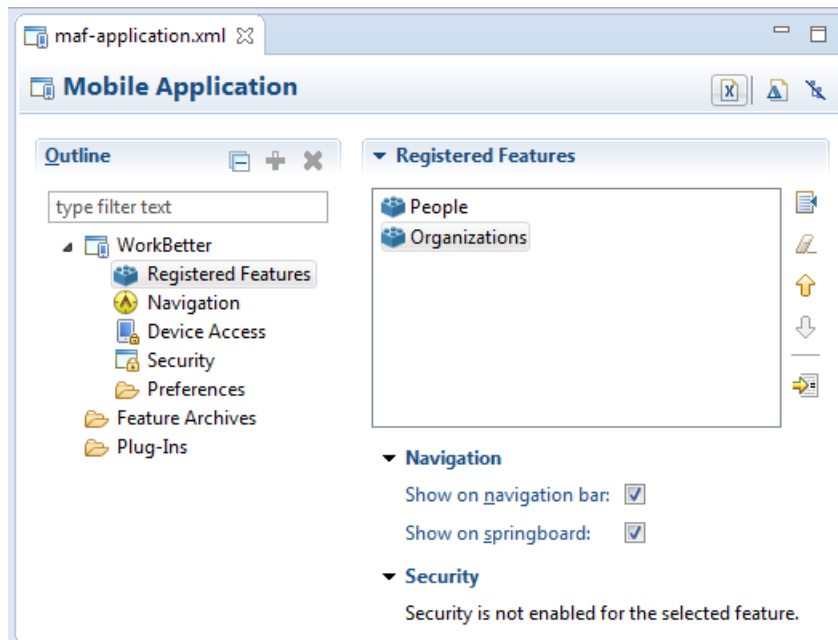 maf-application.xml
Mobile Application
Outline
type filter text
WorkBetter
Registered Features
Navigation
Device Access
Security
Preferences
Feature Archives
Plug-Ins
Registered Features
People
Organizations
Navigation
Show on navigation bar:
Show on springboard:
Security
Security is not enabled for the selected feature.